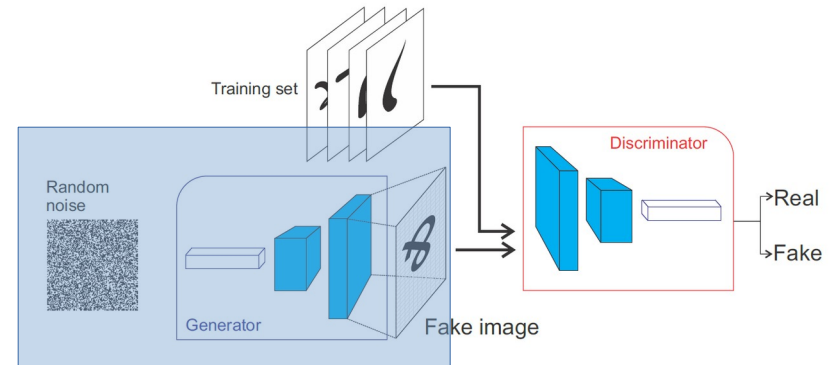 Training set
Random
noise
Generator
Fake image
Discriminator
Real
Fake